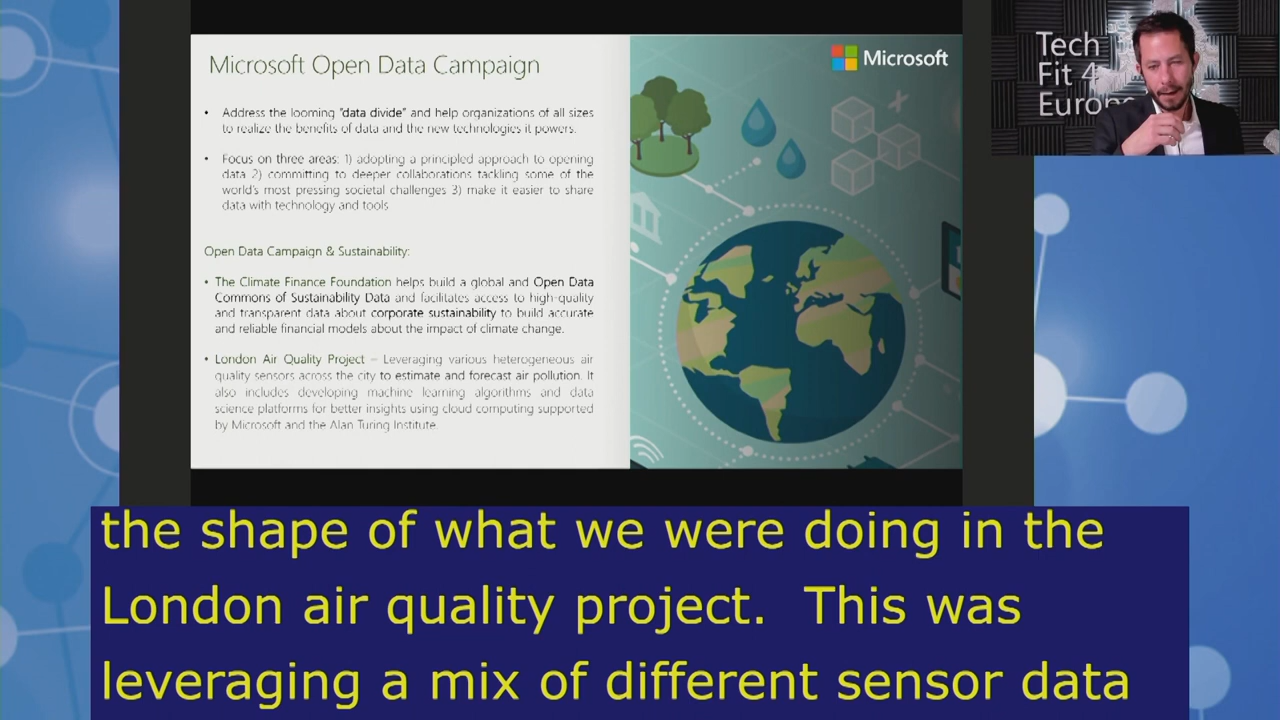 Microsoft Open Data Campaign
Microsoft
Tech
Fit 4
Europe
• Address the looming "data divide" and help organizations of all sizes
to realize the benefits of data and the new technologies it powers.
• Focus on three areas: 1) adopting a principled approach to opening
data 2) committing to deeper collaborations tackling some of the
world's most pressing societal challenges 3) make it easier to share
data with technology and tools
Open Data Campaign & Sustainability:
• The Climate Finance Foundation helps build a global and Open Data
Commons of Sustainability Data and facilitates access to high-quality
and transparent data about corporate sustainability to build accurate
and reliable financial models about the impact of climate change.
• London Air Quality Project – Leveraging various heterogeneous air
quality sensors across the city to estimate and forecast air pollution. It
also includes developing machine learning algorithms and data
science platforms for better insights using cloud computing supported
by Microsoft and the Alan Turing Institute.
the shape of what we were doing in the
London air quality project. This was
leveraging a mix of different sensor data